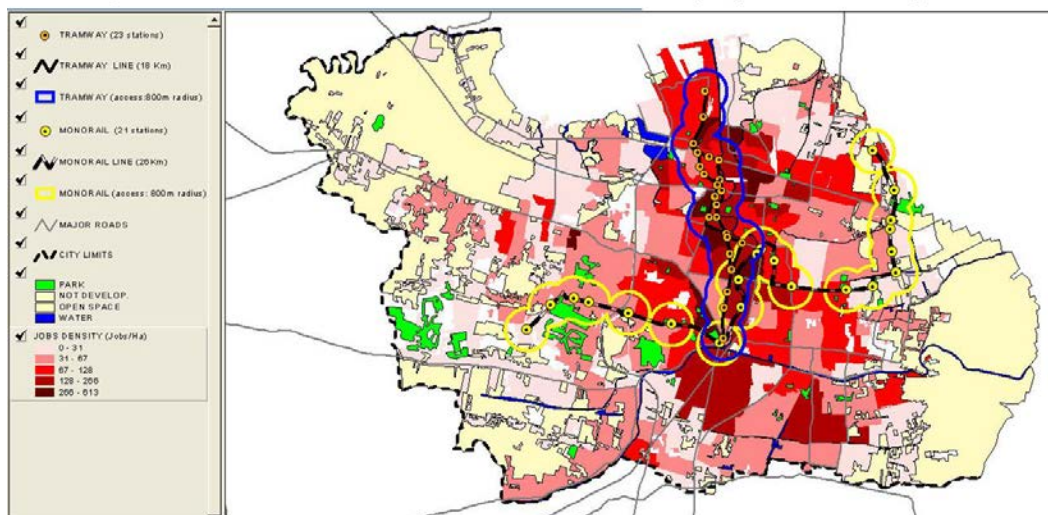 TRAMWAY (23 stations)
TRAMWAY LINE (18 Km)
TRAMWAY (access:800m radius)
MONORAIL (21 stations)
MONORAIL LINE (26Km)
MONORAIL (access: 800m radius)
MAJOR ROADS
CITY LIMITS
PARK
NOT DEVELOP.
OPEN SPACE
WATER
JOBS DENSITY (Jobs/Ha)
0 - 31
31 - 67
67 - 128
128 - 266
266 - 613